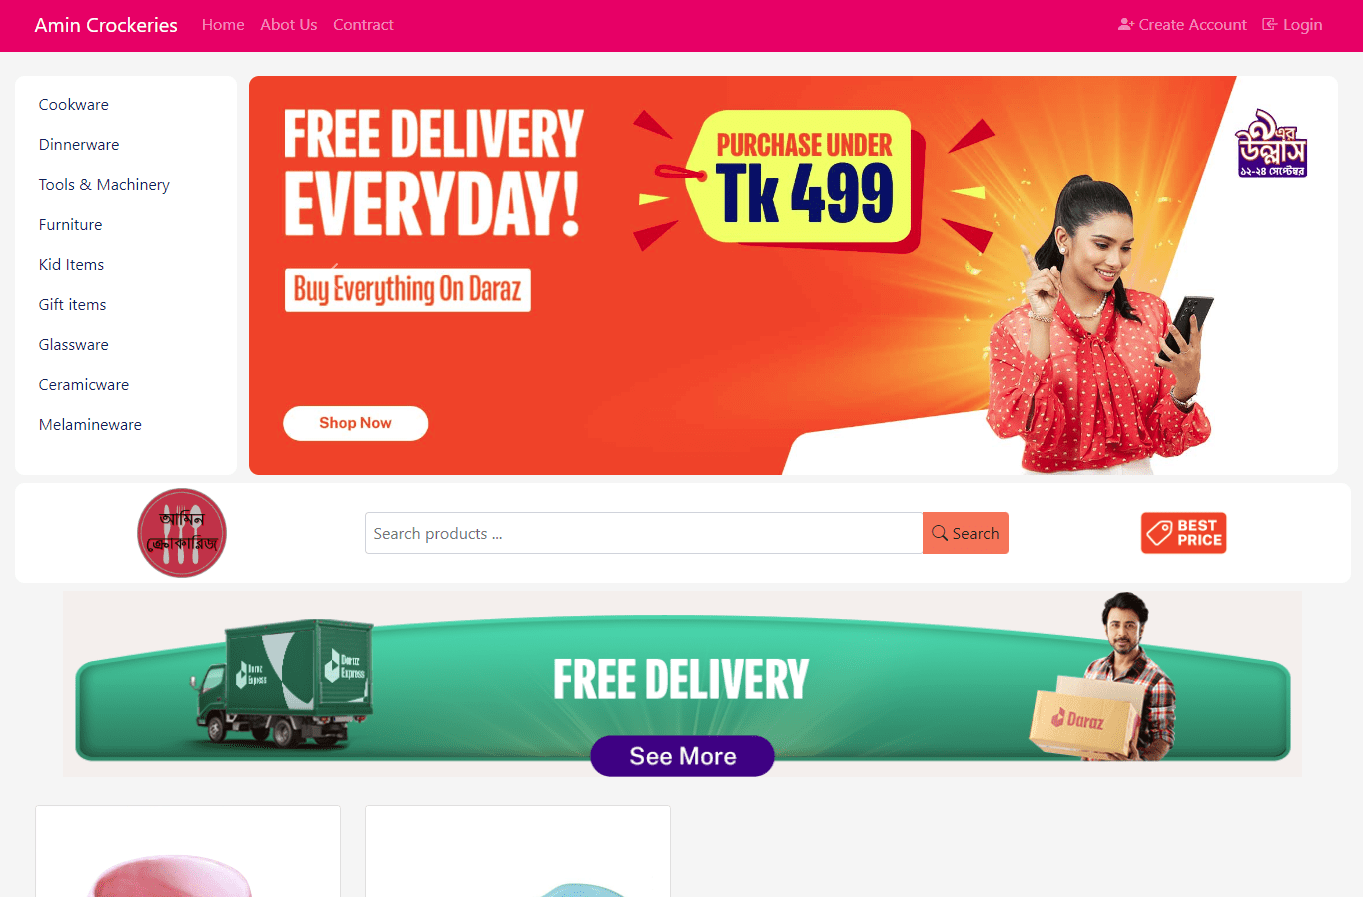 Amin Crockeries Home Abot Us Contract Create Account Login
Cookware
Dinnerware
Tools & Machinery
Furniture
Kid Items
Gift items
Glassware
Ceramicware
Melamineware
FREE DELIVERY
EVERYDAY!
Buy Everything On Daraz
Shop Now
PURCHASE UNDER
Tk 499
৯এর
উল্লাস
১২-২৪ সেপ্টেম্বর
আমিন
ক্রোকারিজ
Search products ...
Search
BEST
PRICE
Daraz
Express
Daraz
Express
FREE DELIVERY
See More
Daraz